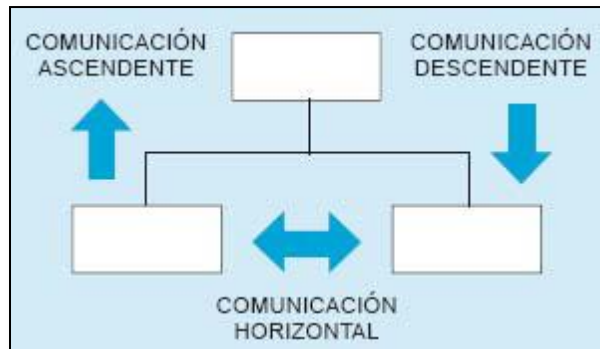 COMUNICACIÓN
ASCENDENTE
COMUNICACIÓN
DESCENDENTE
COMUNICACIÓN
HORIZONTAL